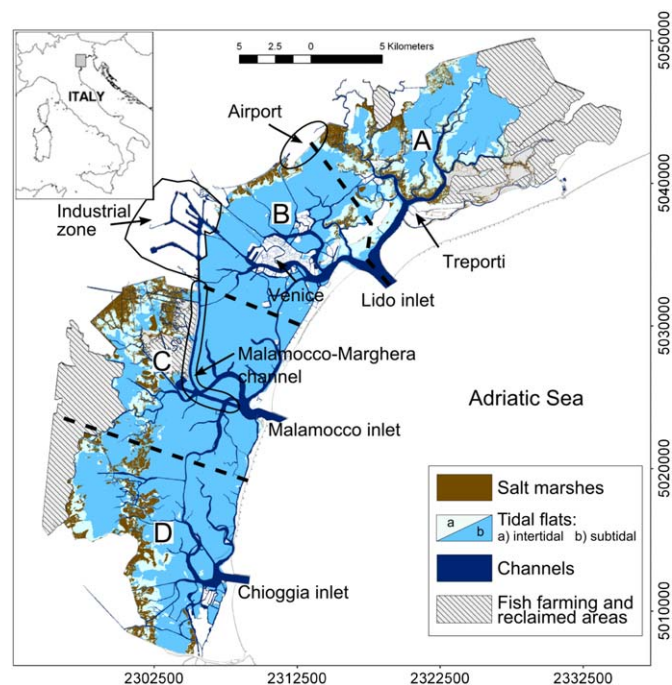 ITALY
5 2.5 0 5 Kilometers
Airport
A
Industrial
zone
B
Treporti
Venice
Lido inlet
C
Malamocco-Marghera
channel
Adriatic Sea
Malamocco inlet
D
Chioggia inlet
Salt marshes
a
b
Tidal flats:
a) intertidal b) subtidal
Channels
Fish farming and
reclaimed areas
5050000
5040000
5030000
5020000
5010000
2302500 2312500 2322500 2332500